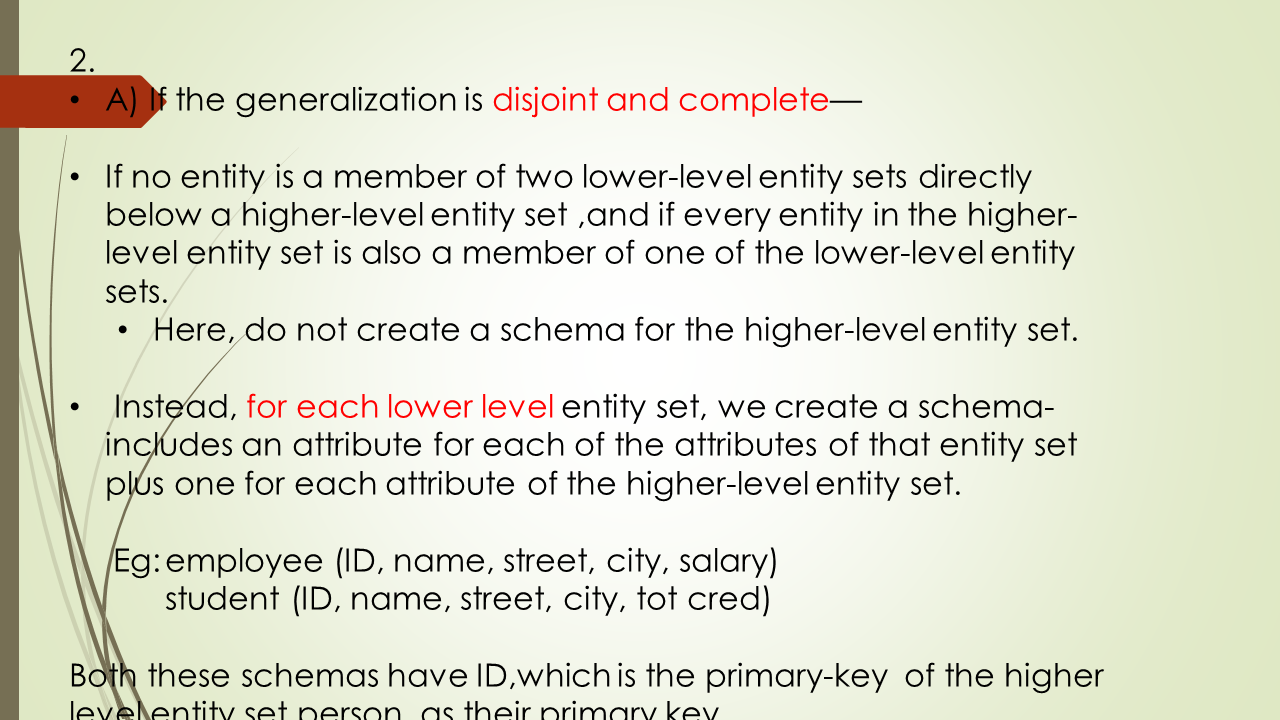 2.
• A) If the generalization is disjoint and complete—
• If no entity is a member of two lower-level entity sets directly
below a higher-level entity set ,and if every entity in the higher-
level entity set is also a member of one of the lower-level entity
sets.
• Here, do not create a schema for the higher-level entity set.
• Instead, for each lower level entity set, we create a schema-
includes an attribute for each of the attributes of that entity set
plus one for each attribute of the higher-level entity set.
Eg: employee (ID, name, street, city, salary)
student (ID, name, street, city, tot cred)
Both these schemas have ID,which is the primary-key of the higher
level entity set person, as their primary key